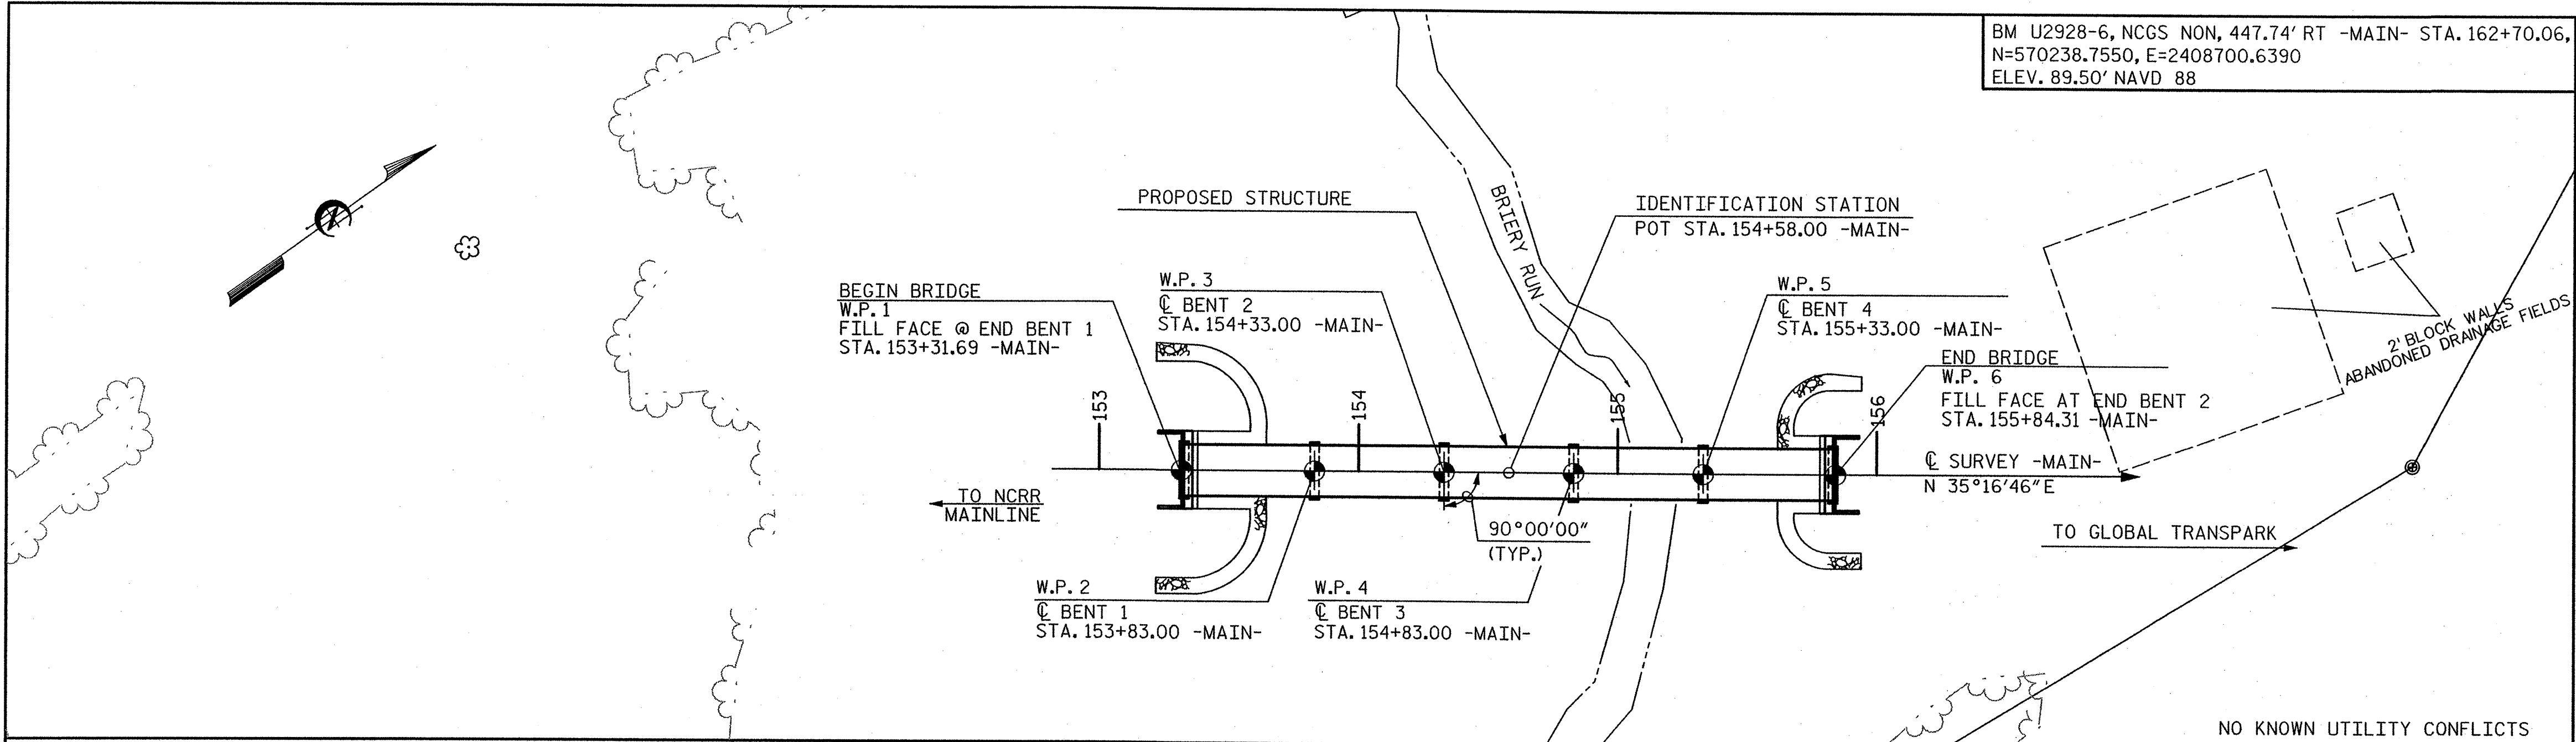 BM U2928-6, NCGS NON, 447.74' RT -MAIN- STA. 162+70.06,
N=570238.7550, E=2408700.6390
ELEV. 89.50' NAVD 88
PROPOSED STRUCTURE
BRIERY RUN
IDENTIFICATION STATION
POT STA. 154+58.00 -MAIN-
BEGIN BRIDGE
W.P. 1
FILL FACE @ END BENT 1
STA. 153+31.69 -MAIN-
W.P. 3
℄ BENT 2
STA. 154+33.00 -MAIN-
W.P. 5
℄ BENT 4
STA. 155+33.00 -MAIN-
2' BLOCK WALLS
ABANDONED DRAINAGE FIELDS
END BRIDGE
W.P. 6
FILL FACE AT END BENT 2
STA. 155+84.31 -MAIN-
153
154
155
156
℄ SURVEY -MAIN-
N 35°16'46" E
TO NCRR
MAINLINE
90°00'00"
(TYP.)
TO GLOBAL TRANSPARK
W.P. 2
℄ BENT 1
STA. 153+83.00 -MAIN-
W.P. 4
℄ BENT 3
STA. 154+83.00 -MAIN-
NO KNOWN UTILITY CONFLICTS